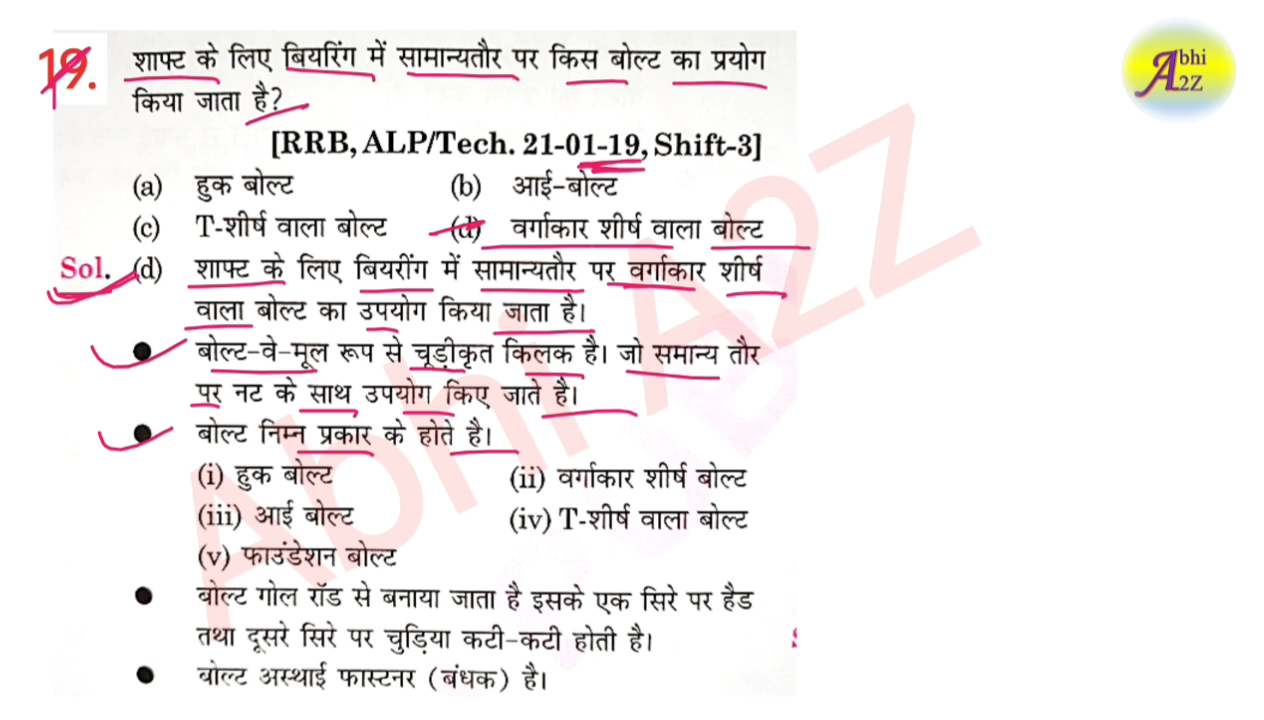 19. शाफ्ट के लिए बियरिंग में सामान्यतौर पर किस बोल्ट का प्रयोग
किया जाता है?
[RRB, ALP/Tech. 21-01-19, Shift-3]
(a) हुक बोल्ट (b) आई-बोल्ट
(c) T-शीर्ष वाला बोल्ट (d) वर्गाकार शीर्ष वाला बोल्ट
Sol. (d) शाफ्ट के लिए बियरींग में सामान्यतौर पर वर्गाकार शीर्ष
वाला बोल्ट का उपयोग किया जाता है।
● बोल्ट-वे-मूल रूप से चूड़ीकृत किलक है। जो समान्य तौर
पर नट के साथ उपयोग किए जाते है।
● बोल्ट निम्न प्रकार के होते है।
(i) हुक बोल्ट (ii) वर्गाकार शीर्ष बोल्ट
(iii) आई बोल्ट (iv) T-शीर्ष वाला बोल्ट
(v) फाउंडेशन बोल्ट
● बोल्ट गोल रॉड से बनाया जाता है इसके एक सिरे पर हैड
तथा दूसरे सिरे पर चुड़िया कटी-कटी होती है।
● बोल्ट अस्थाई फास्टनर (बंधक) है।
Abhi A2Z
Abhi
A2Z